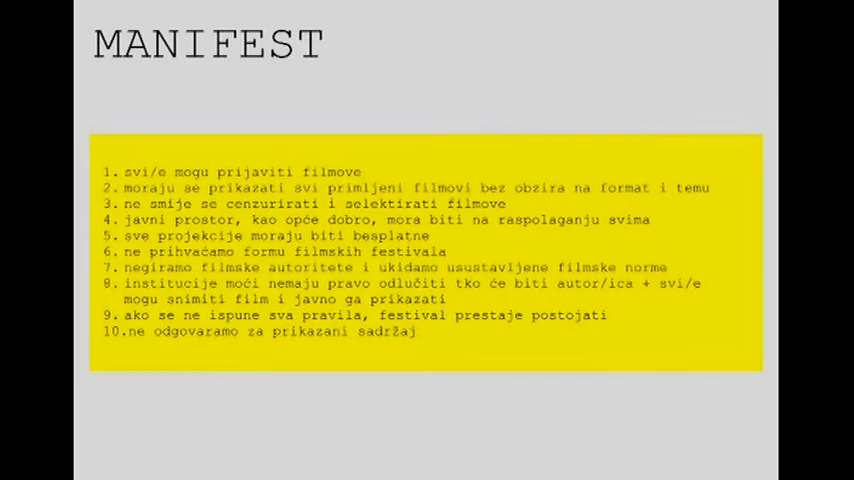 MANIFEST
1. svi/e mogu prijaviti filmove
2. moraju se prikazati svi primljeni filmovi bez obzira na format i temu
3. ne smije se cenzurirati i selektirati filmove
4. javni prostor, kao opće dobro, mora biti na raspolaganju svima
5. sve projekcije moraju biti besplatne
6. ne prihvaćamo formu filmskih festivala
7. negiramo filmske autoritete i ukidamo usustavljene filmske norme
8. institucije moći nemaju pravo odlučiti tko će biti autor/ica + svi/e
mogu snimiti film i javno ga prikazati
9. ako se ne ispune sva pravila, festival prestaje postojati
10.ne odgovaramo za prikazani sadržaj